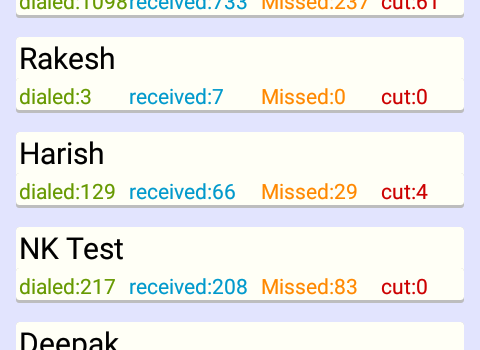 dialed:1098 received:733 Missed:237 cut:61
Rakesh
dialed:3 received:7 Missed:0 cut:0
Harish
dialed:129 received:66 Missed:29 cut:4
NK Test
dialed:217 received:208 Missed:83 cut:0
Deepak